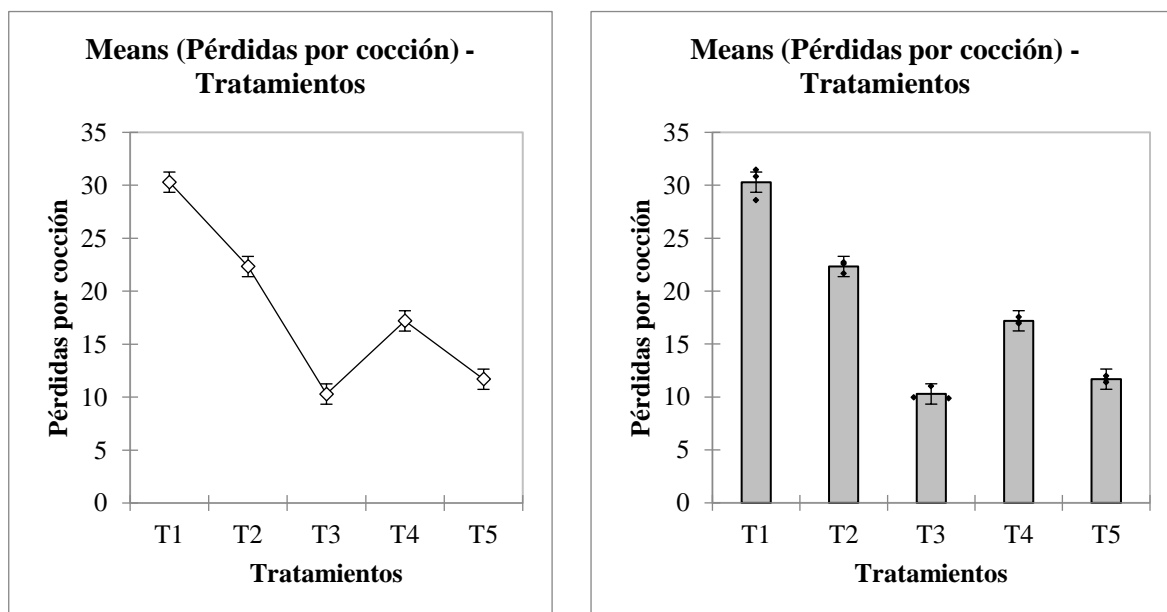 Means (Pérdidas por cocción) -
Tratamientos
35
30
25
20
15
10
5
0
Pérdidas por cocción
T1 T2 T3 T4 T5
Tratamientos
Means (Pérdidas por cocción) -
Tratamientos
35
30
25
20
15
10
5
0
Pérdidas por cocción
T1 T2 T3 T4 T5
Tratamientos